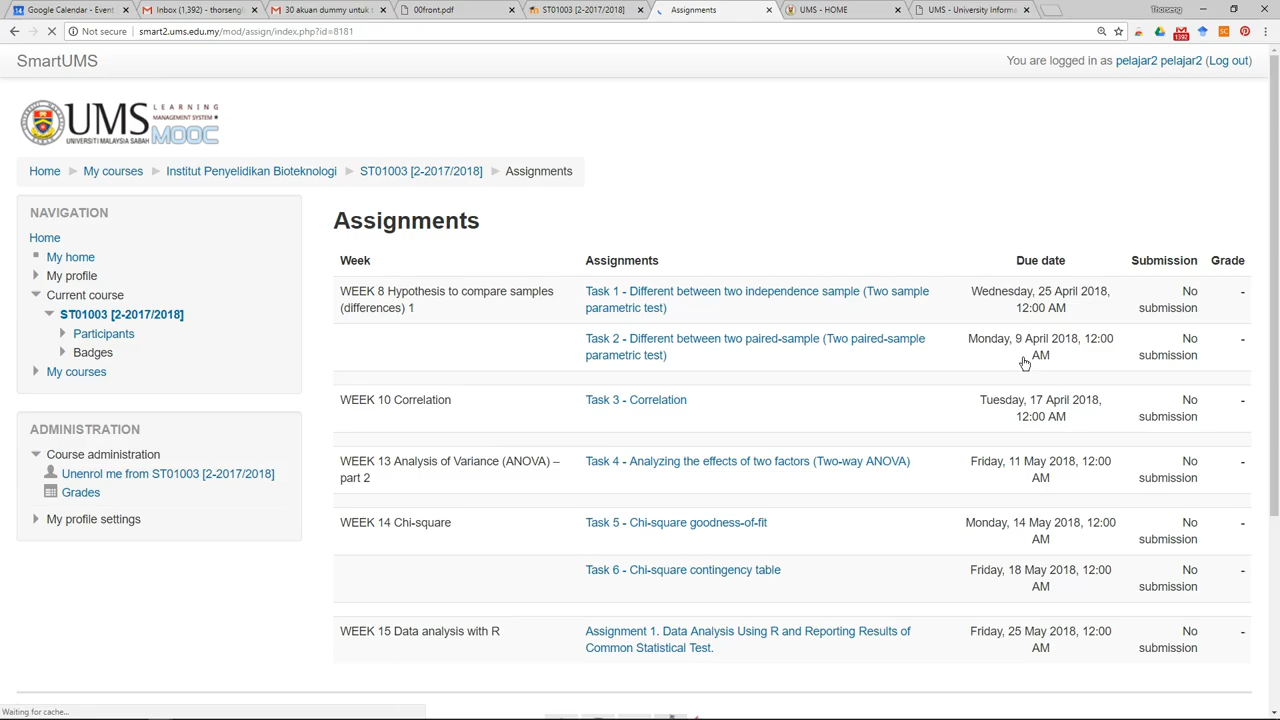 Google Calendar - Event
Inbox (1,392) - thorsengl
30 akuan dummy untuk
00front.pdf
ST01003 [2-2017/2018]
Assignments
UMS - HOME
UMS - University Informa
Thorseng
Not secure
smart2.ums.edu.my/mod/assign/index.php?id=8181
1392
SmartUMS
You are logged in as pelajar2 pelajar2 (Log out)
UMS
UNIVERSITI MALAYSIA SABAH
LEARNING
MANAGEMENT SYSTEM
MOOC
Home
My courses
Institut Penyelidikan Bioteknologi
ST01003 [2-2017/2018]
Assignments
NAVIGATION
Home
My home
My profile
Current course
ST01003 [2-2017/2018]
Participants
Badges
My courses
ADMINISTRATION
Course administration
Unenrol me from ST01003 [2-2017/2018]
Grades
My profile settings
Assignments
Week Assignments Due date Submission Grade
WEEK 8 Hypothesis to compare samples Task 1 - Different between two independence sample (Two sample Wednesday, 25 April 2018, No -
(differences) 1 parametric test) 12:00 AM submission
Task 2 - Different between two paired-sample (Two paired-sample Monday, 9 April 2018, 12:00 No -
parametric test) AM submission
WEEK 10 Correlation Task 3 - Correlation Tuesday, 17 April 2018, No -
12:00 AM submission
WEEK 13 Analysis of Variance (ANOVA) – Task 4 - Analyzing the effects of two factors (Two-way ANOVA) Friday, 11 May 2018, 12:00 No -
part 2 AM submission
WEEK 14 Chi-square Task 5 - Chi-square goodness-of-fit Monday, 14 May 2018, 12:00 No -
AM submission
Task 6 - Chi-square contingency table Friday, 18 May 2018, 12:00 No -
AM submission
WEEK 15 Data analysis with R Assignment 1. Data Analysis Using R and Reporting Results of Friday, 25 May 2018, 12:00 No -
Common Statistical Test. AM submission
Waiting for cache...